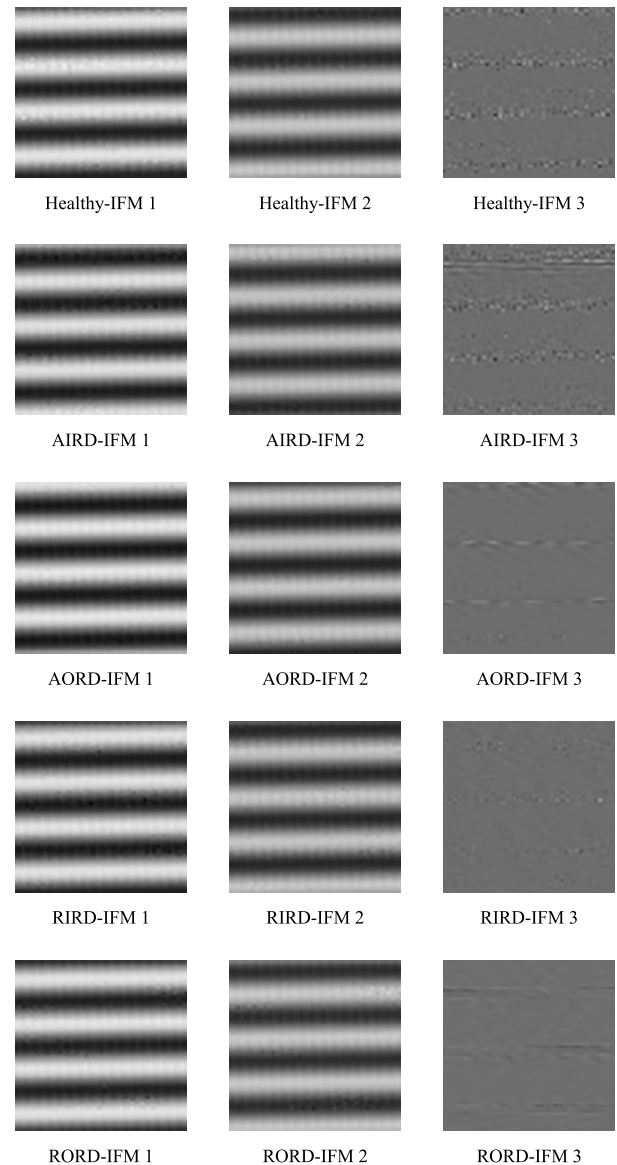 Healthy-IFM 1 Healthy-IFM 2 Healthy-IFM 3
AIRD-IFM 1 AIRD-IFM 2 AIRD-IFM 3
AORD-IFM 1 AORD-IFM 2 AORD-IFM 3
RIRD-IFM 1 RIRD-IFM 2 RIRD-IFM 3
RORD-IFM 1 RORD-IFM 2 RORD-IFM 3